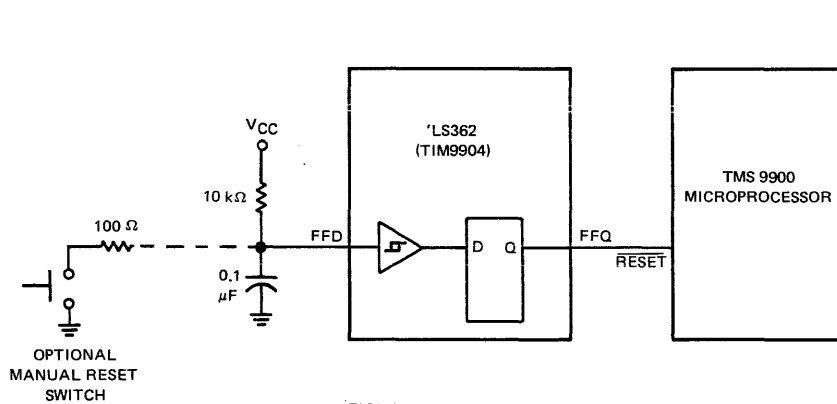 VCC
10 kΩ
100 Ω
0.1
μF
OPTIONAL
MANUAL RESET
SWITCH
'LS362
(TIM9904)
FFD
D
Q
FFQ
RESET
TMS 9900
MICROPROCESSOR